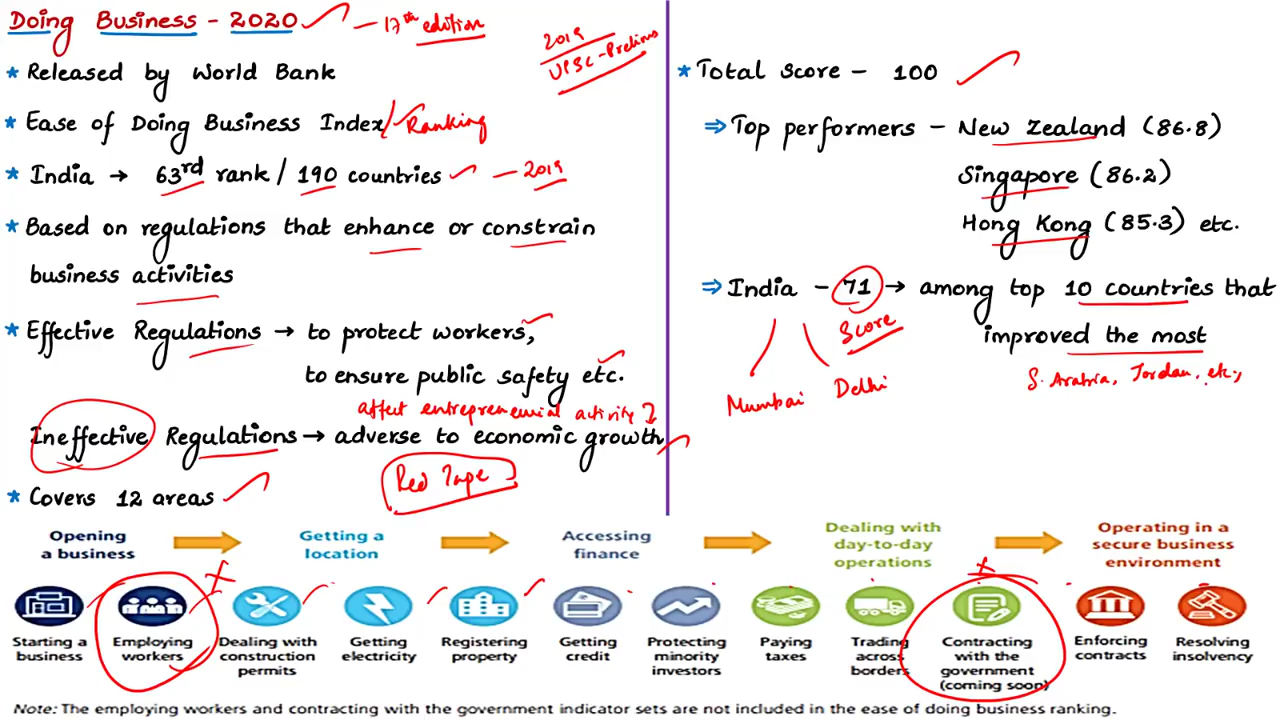 Doing Business - 2020 - 17th edition
2019
UPSC-Prelims
* Released by World Bank
* Ease of Doing Business Index/Ranking
* India → 63rd rank / 190 countries - 2019
* Based on regulations that enhance or constrain
business activities
* Effective Regulations → to protect workers,
to ensure public safety etc.
affect entrepreneurial activity
Ineffective Regulations → adverse to economic growth
Red Tape
* Covers 12 areas
* Total Score - 100
⇒ Top performers - New Zealand (86.8)
Singapore (86.2)
Hong Kong (85.3) etc.
⇒ India - 71 → among top 10 countries that
improved the most
Score
S. Arabia, Jordan, etc.,
Mumbai Delhi
Opening
a business
Getting a
location
Accessing
finance
Dealing with
day-to-day
operations
Operating in a
secure business
environment
Starting a
business
Employing
workers
Dealing with
construction
permits
Getting
electricity
Registering
property
Getting
credit
Protecting
minority
investors
Paying
taxes
Trading
across
borders
Contracting
with the
government
(coming soon)
Enforcing
contracts
Resolving
insolvency
Note: The employing workers and contracting with the government indicator sets are not included in the ease of doing business ranking.